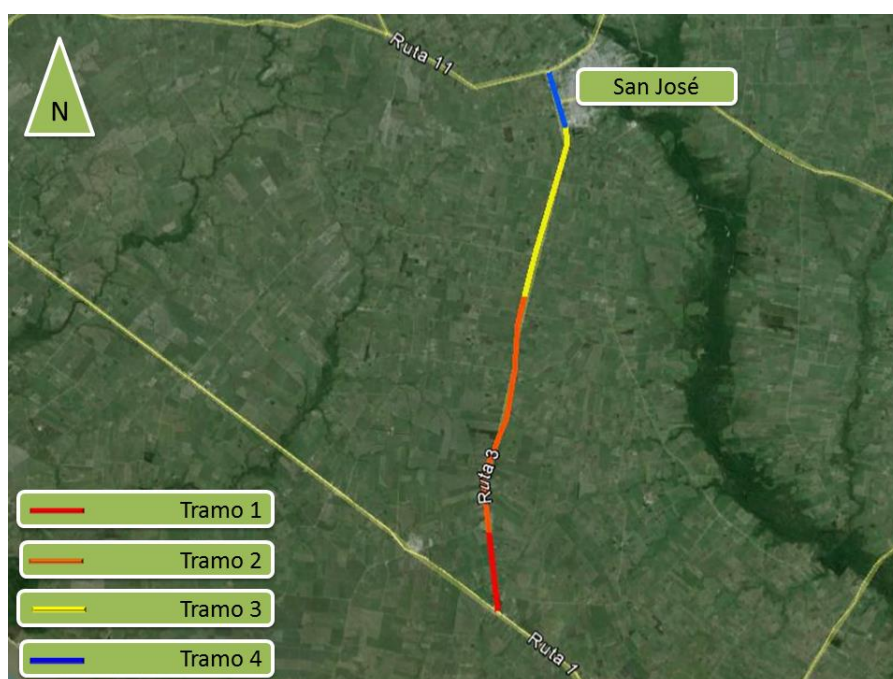 Ruta 11
San José
N
Ruta 3
Tramo 1
Tramo 2
Tramo 3
Tramo 4
Ruta 1